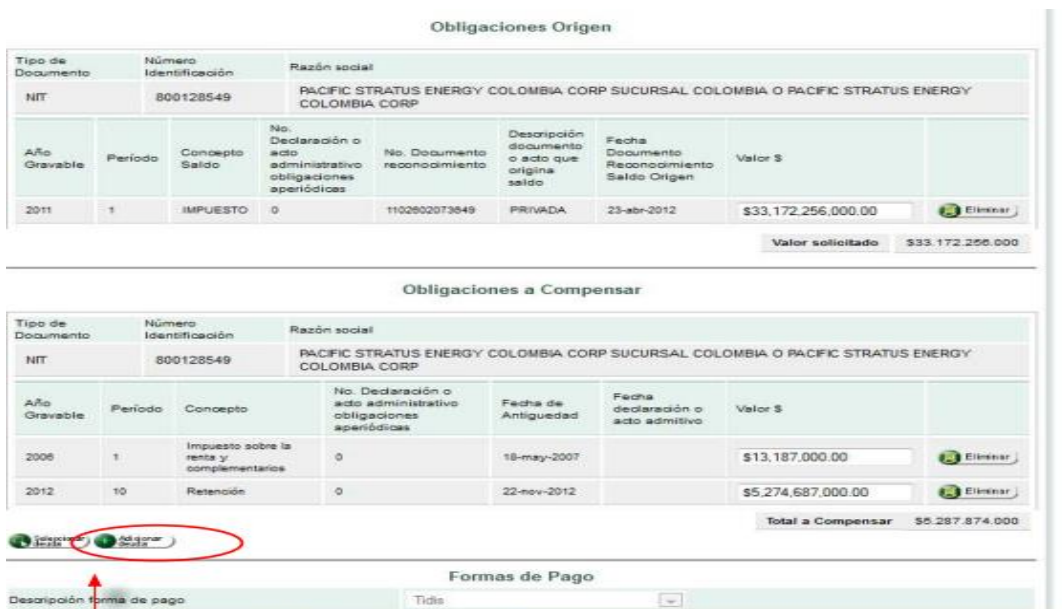 Obligaciones Origen
Tipo de Documento Número Identificación Razón social
NIT 800128549 PACIFIC STRATUS ENERGY COLOMBIA CORP SUCURSAL COLOMBIA O PACIFIC STRATUS ENERGY COLOMBIA CORP
Año Gravable Período Concepto Saldo No. Declaración o acto administrativo obligaciones aperiódicas No. Documento reconocimiento Descripción documento o acto que origina saldo Fecha Documento Reconocimiento Saldo Origen Valor $
2011 1 IMPUESTO 0 1102602073649 PRIVADA 23-abr-2012 $33,172,256,000.00 Eliminar
Valor solicitado $33.172.256.000
Obligaciones a Compensar
Tipo de Documento Número Identificación Razón social
NIT 800128549 PACIFIC STRATUS ENERGY COLOMBIA CORP SUCURSAL COLOMBIA O PACIFIC STRATUS ENERGY COLOMBIA CORP
Año Gravable Período Concepto No. Declaración o acto administrativo obligaciones aperiódicas Fecha de Antiguedad Fecha declaración o acto admitivo Valor $
2006 1 Impuesto sobre la renta y complementarios 0 18-may-2007 $13,187,000.00 Eliminar
2012 10 Retención 0 22-nov-2012 $5,274,687,000.00 Eliminar
Total a Compensar $5.287.874.000
Seleccionar deuda Adicionar deuda
Formas de Pago
Descripción forma de pago Tidis